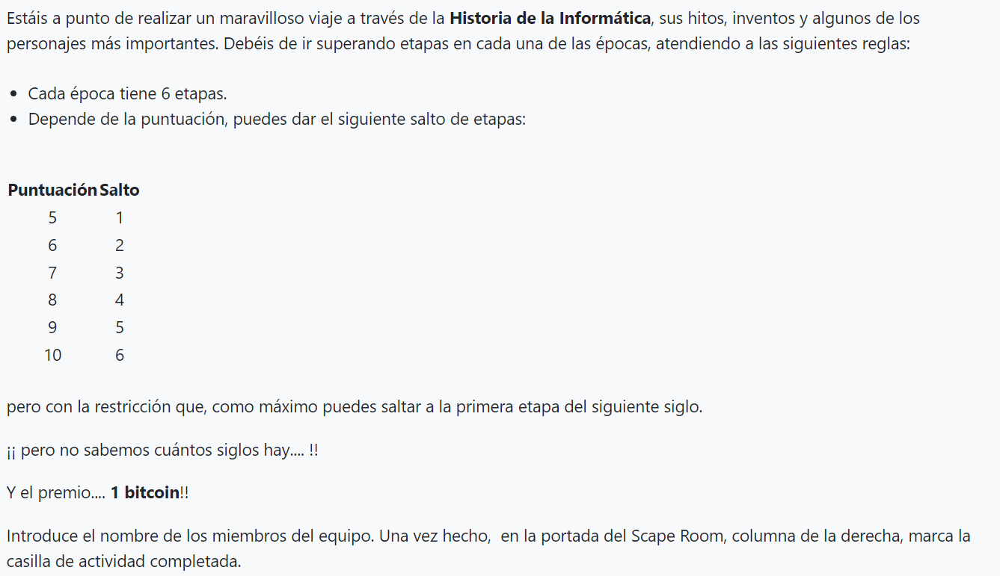 Estáis a punto de realizar un maravilloso viaje a través de la Historia de la Informática, sus hitos, inventos y algunos de los
personajes más importantes. Debéis de ir superando etapas en cada una de las épocas, atendiendo a las siguientes reglas:
• Cada época tiene 6 etapas.
• Depende de la puntuación, puedes dar el siguiente salto de etapas:
Puntuación Salto
5 1
6 2
7 3
8 4
9 5
10 6
pero con la restricción que, como máximo puedes saltar a la primera etapa del siguiente siglo.
¡¡ pero no sabemos cuántos siglos hay.... !!
Y el premio.... 1 bitcoin!!
Introduce el nombre de los miembros del equipo. Una vez hecho,  en la portada del Scape Room, columna de la derecha, marca la
casilla de actividad completada.